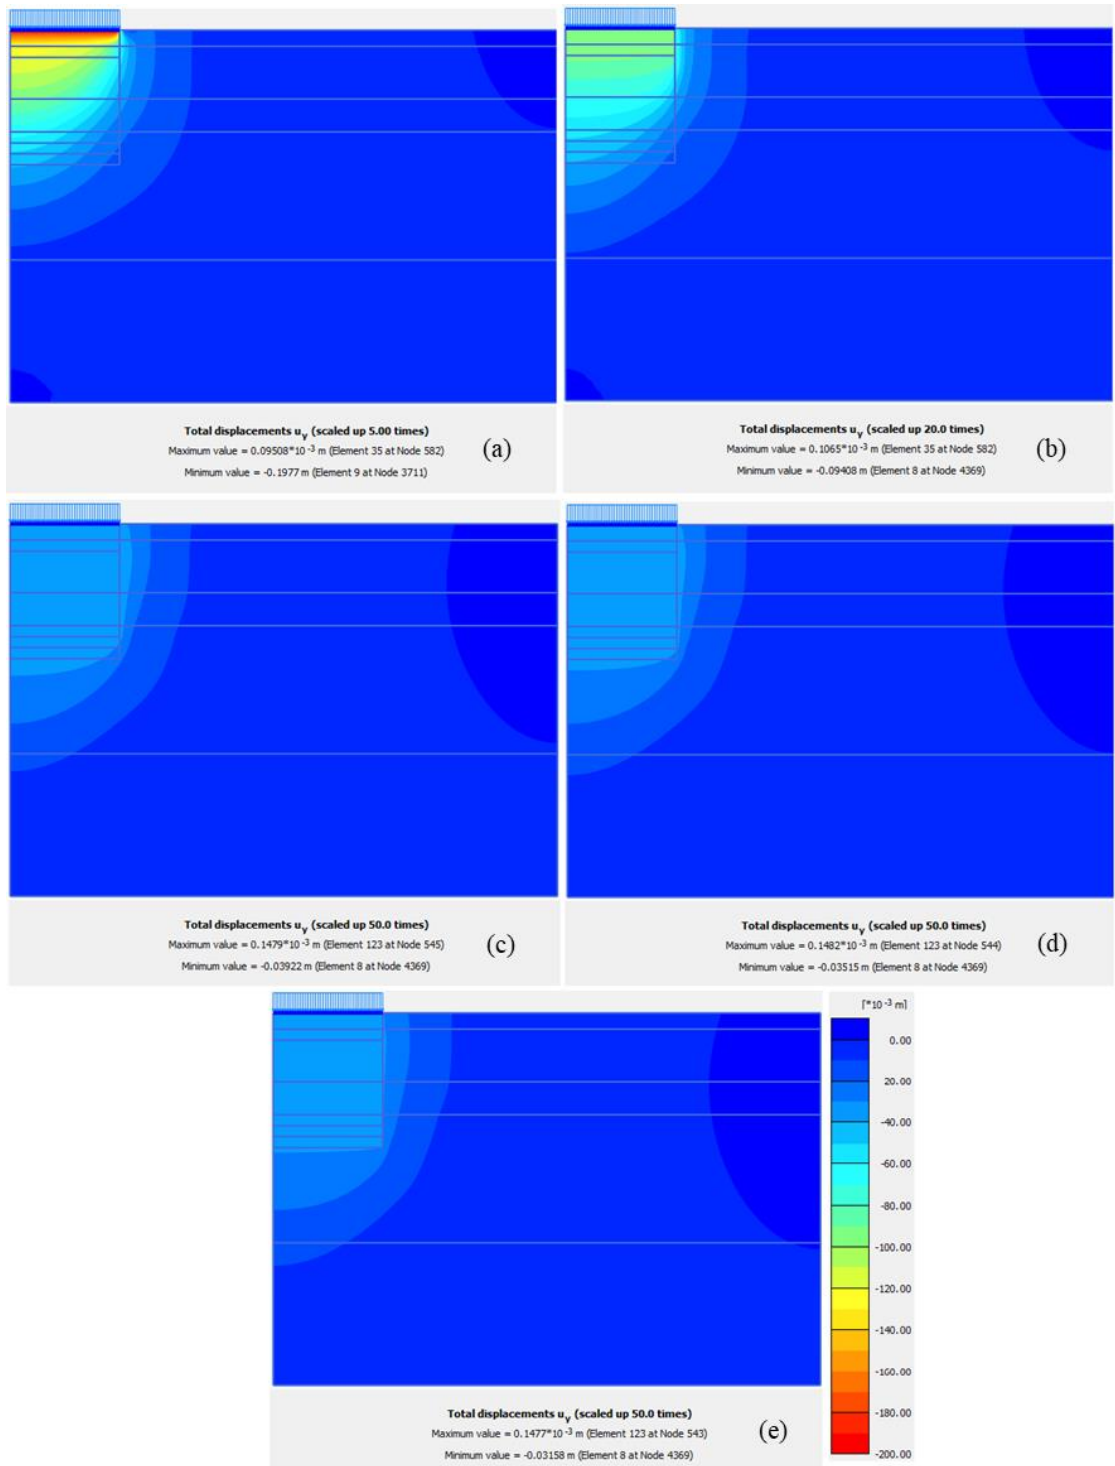 Total displacements u_y (scaled up 5.00 times)
Maximum value = 0.09508*10 -3 m (Element 35 at Node 582)
Minimum value = -0.1977 m (Element 9 at Node 3711)
(a)
Total displacements u_y (scaled up 20.0 times)
Maximum value = 0.1065*10 -3 m (Element 35 at Node 582)
Minimum value = -0.09408 m (Element 8 at Node 4369)
(b)
Total displacements u_y (scaled up 50.0 times)
Maximum value = 0.1479*10 -3 m (Element 123 at Node 545)
Minimum value = -0.03922 m (Element 8 at Node 4369)
(c)
Total displacements u_y (scaled up 50.0 times)
Maximum value = 0.1482*10 -3 m (Element 123 at Node 544)
Minimum value = -0.03515 m (Element 8 at Node 4369)
(d)
Total displacements u_y (scaled up 50.0 times)
Maximum value = 0.1477*10 -3 m (Element 123 at Node 543)
Minimum value = -0.03158 m (Element 8 at Node 4369)
(e)
[*10 -3 m]
0.00
20.00
-40.00
-60.00
-80.00
-100.00
-120.00
-140.00
-160.00
-180.00
-200.00